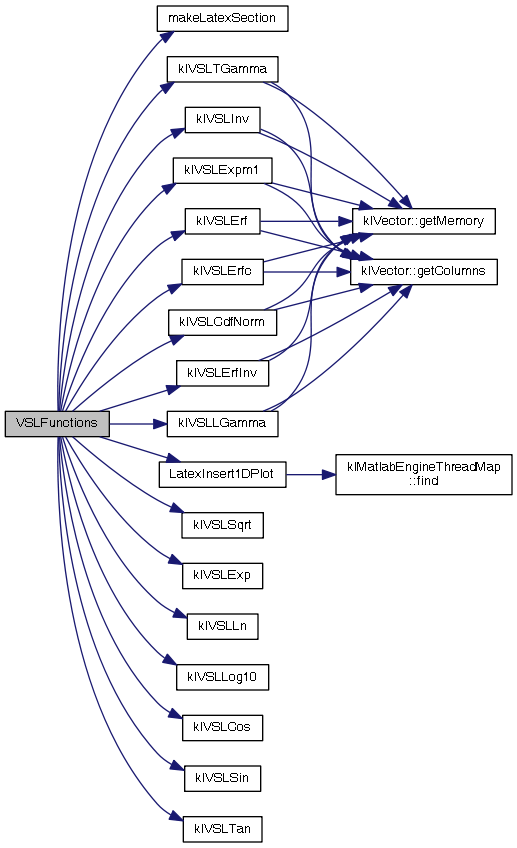 makeLatexSection
klVSLTGamma
klVSLInv
klVSLExpm1
klVSLErf
klVector::getMemory
klVSLErfc
klVector::getColumns
klVSLCdfNorm
klVSLErfInv
VSLFunctions
klVSLLGamma
LatexInsert1DPlot
klMatlabEngineThreadMap
::find
klVSLSqrt
klVSLExp
klVSLLn
klVSLLog10
klVSLCos
klVSLSin
klVSLTan